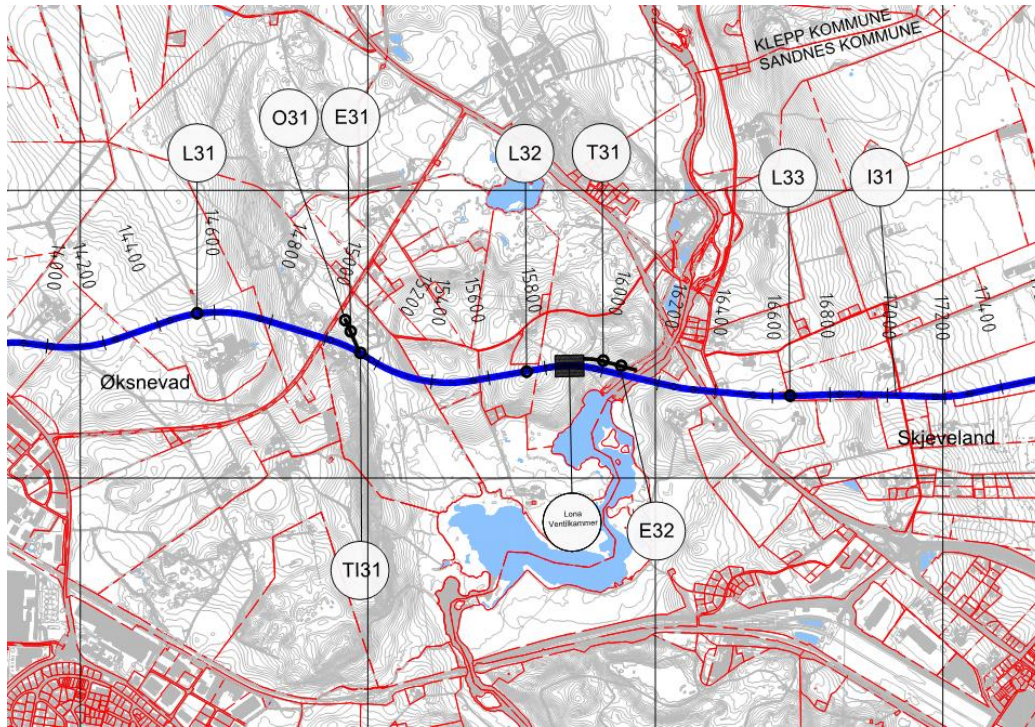 KLEPP KOMMUNE
SANDNES KOMMUNE
O31
E31
L31
L32
T31
L33
I31
14000
14200
14400
14600
14800
15000
15200
15400
15600
15800
16000
16200
16400
16600
16800
17000
17200
17400
Øksnevad
Skjeveland
Lona
Ventilkammer
E32
TI31